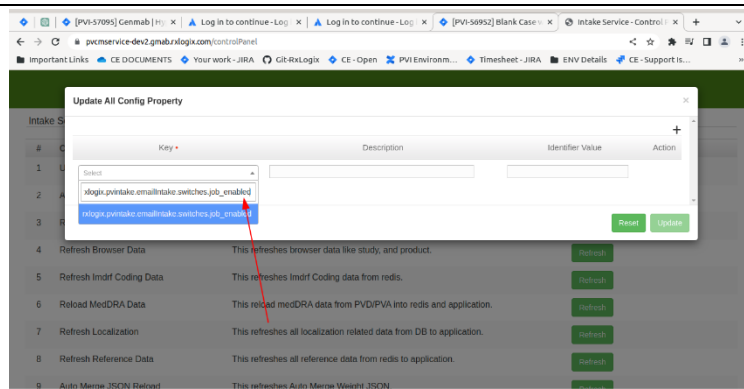 [PVI-57095] Genmab | H
Log in to continue - Log
Log in to continue - Log
[PVI-56952] Blank Case v
Intake Service - Control
pvcmservice-dev2.gmab.rxlogix.com/controlPanel
Important Links CE DOCUMENTS Your work - JIRA Git-RxLogix CE - Open PVI Environm... Timesheet - JIRA ENV Details CE - Support Is...
Update All Config Property ×
Intake S
+
# Key • Description Identifier Value Action
1 Select
xlogix.pvintake.emailIntake.switches.job_enabled
2 A
rxlogix.pvintake.emailIntake.switches.job_enabled
3 R Reset Update
4 Refresh Browser Data This refreshes browser data like study, and product. Refresh
5 Refresh Imdrf Coding Data This refreshes Imdrf Coding data from redis. Refresh
6 Reload MedDRA Data This reload medDRA data from PVD/PVA into redis and application. Refresh
7 Refresh Localization This refreshes all localization related data from DB to application. Refresh
8 Refresh Reference Data This refreshes all reference data from redis to application. Refresh
9 Auto Merge JSON Reload This refreshes Auto Merge Weight JSON. Refresh